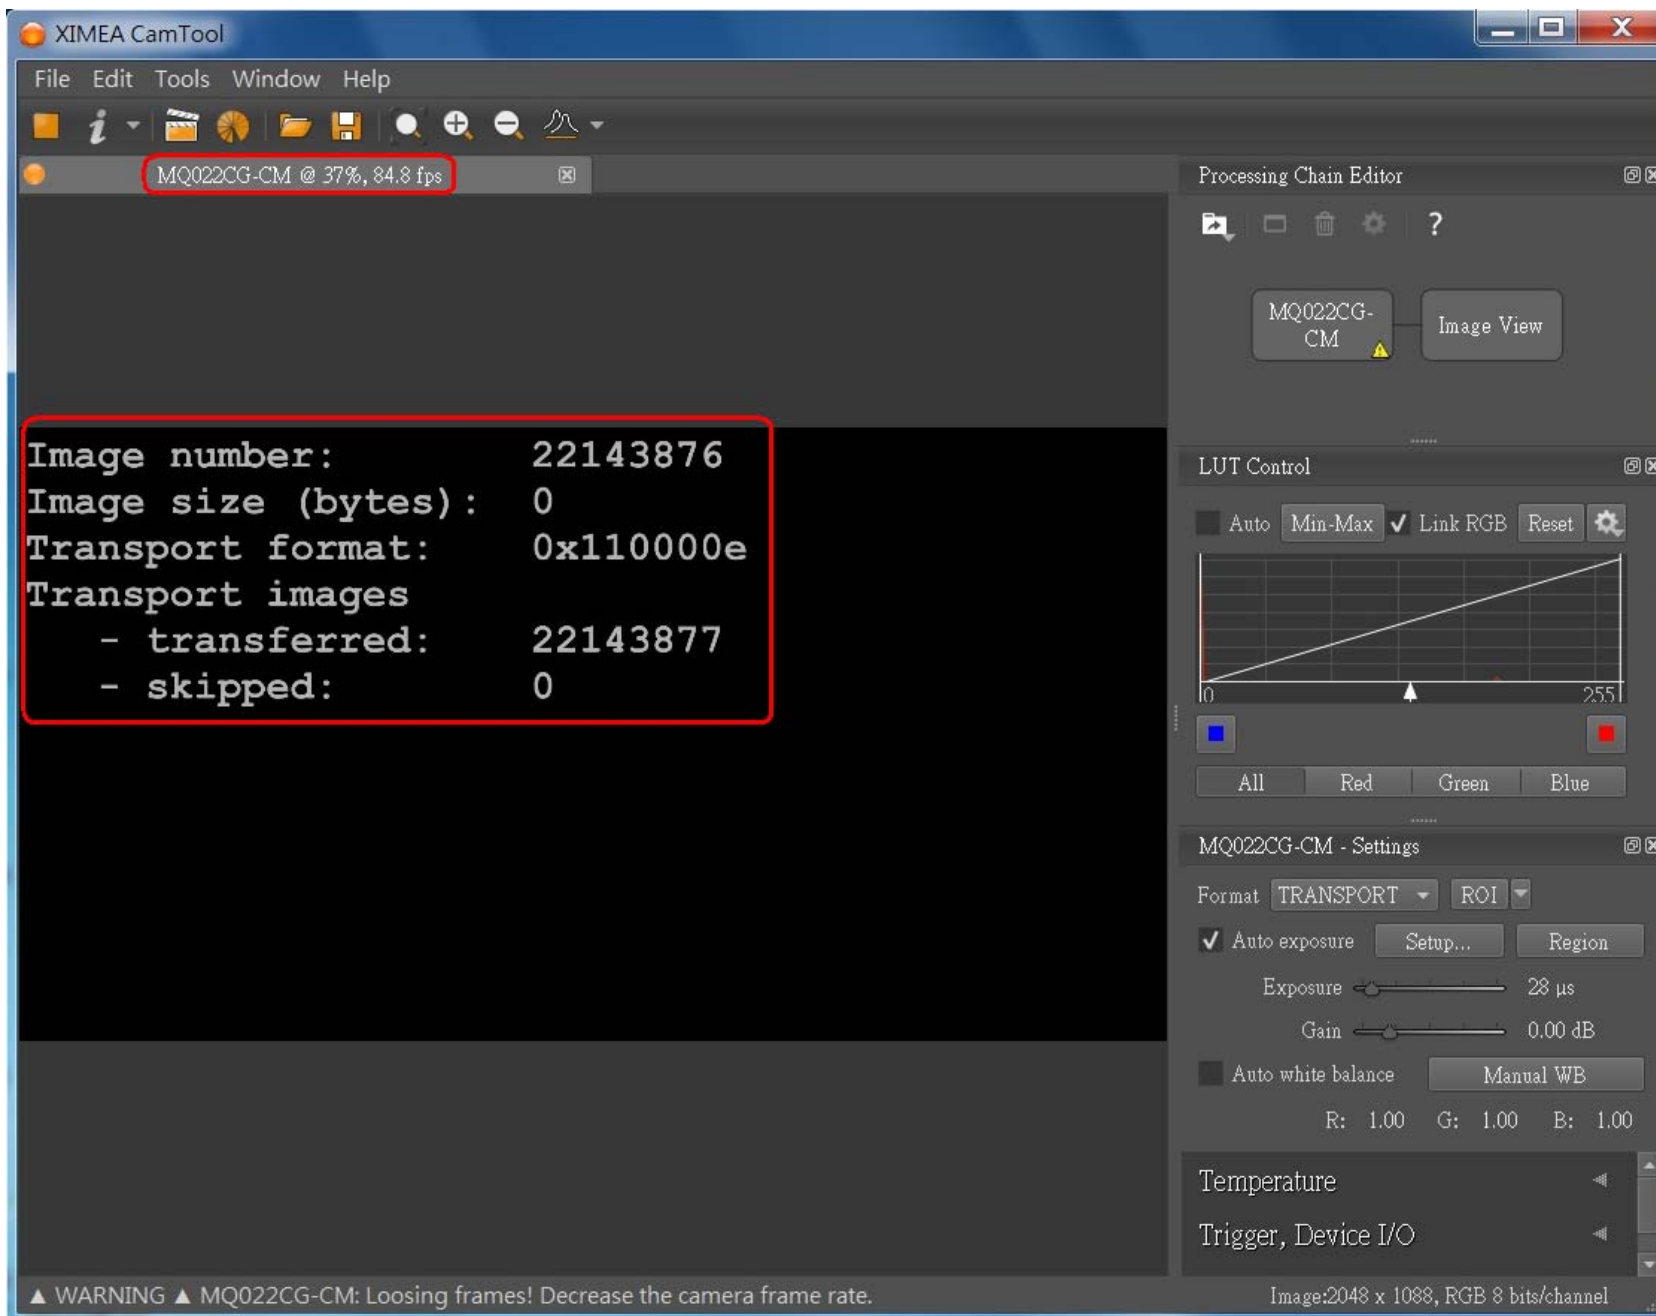 XIMEA CamTool
File Edit Tools Window Help
MQ022CG-CM @ 37%, 84.8 fps
Image number: 22143876
Image size (bytes): 0
Transport format: 0x110000e
Transport images
- transferred: 22143877
- skipped: 0
Processing Chain Editor
?
MQ022CG-
CM
Image View
LUT Control
Auto Min-Max Link RGB Reset
0 255
All Red Green Blue
MQ022CG-CM - Settings
Format TRANSPORT ROI
Auto exposure Setup... Region
Exposure 28 μs
Gain 0.00 dB
Auto white balance Manual WB
R: 1.00 G: 1.00 B: 1.00
Temperature
Trigger, Device I/O
▲ WARNING ▲ MQ022CG-CM: Loosing frames! Decrease the camera frame rate.
Image:2048 x 1088, RGB 8 bits/channel